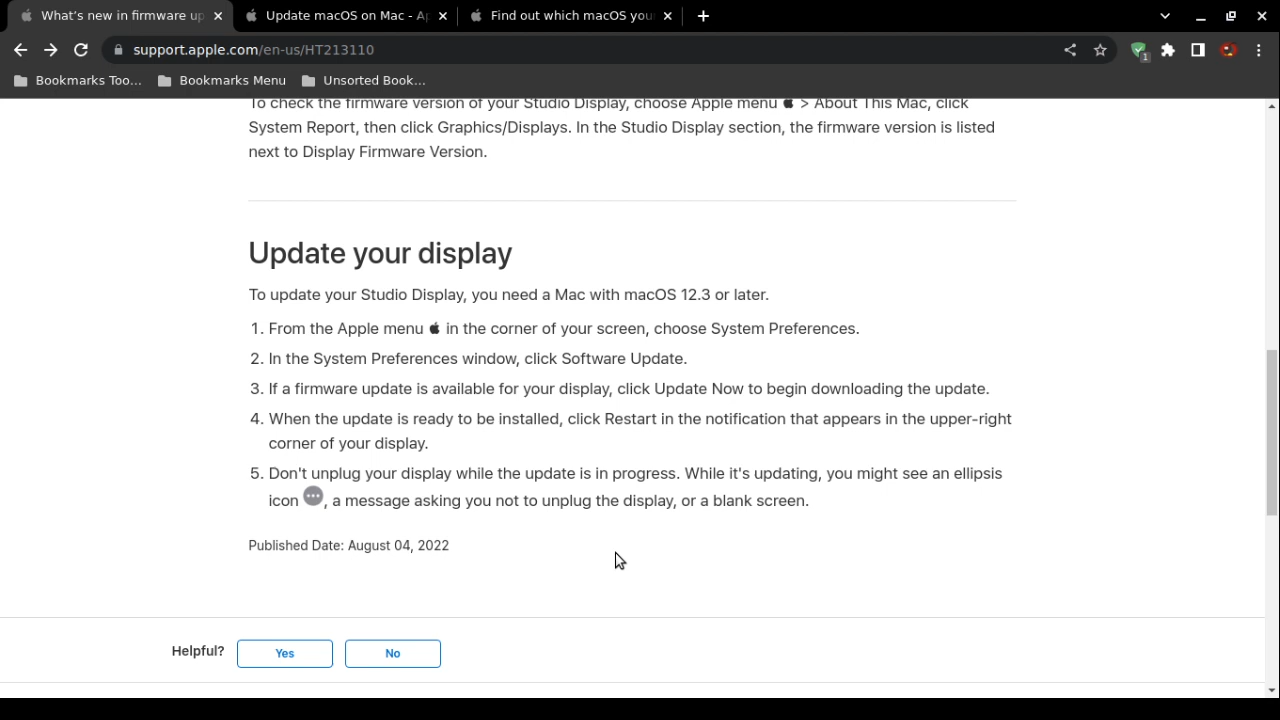 What's new in firmware up
Update macOS on Mac - Ap
Find out which macOS you
support.apple.com/en-us/HT213110
1
Bookmarks Too...
Bookmarks Menu
Unsorted Book...
To check the firmware version of your Studio Display, choose Apple menu  > About This Mac, click
System Report, then click Graphics/Displays. In the Studio Display section, the firmware version is listed
next to Display Firmware Version.
Update your display
To update your Studio Display, you need a Mac with macOS 12.3 or later.
1. From the Apple menu  in the corner of your screen, choose System Preferences.
2. In the System Preferences window, click Software Update.
3. If a firmware update is available for your display, click Update Now to begin downloading the update.
4. When the update is ready to be installed, click Restart in the notification that appears in the upper-right
corner of your display.
5. Don't unplug your display while the update is in progress. While it's updating, you might see an ellipsis
icon , a message asking you not to unplug the display, or a blank screen.
Published Date: August 04, 2022
Helpful?
Yes
No